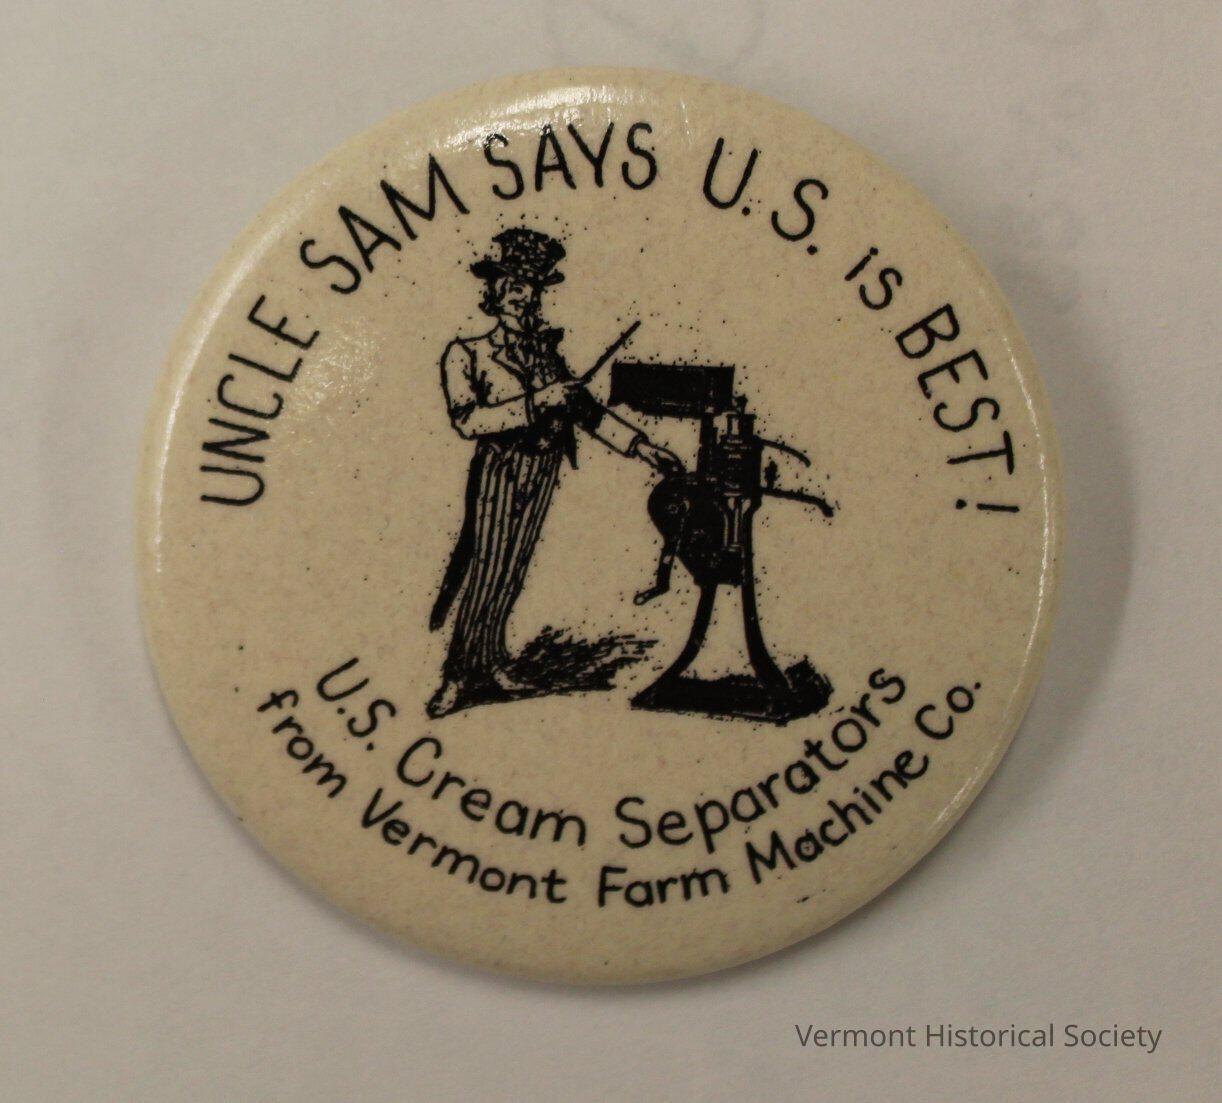 UNCLE SAM SAYS U.S. is BEST!
U.S. Cream Separators
from Vermont Farm Machine Co.
Vermont Historical Society